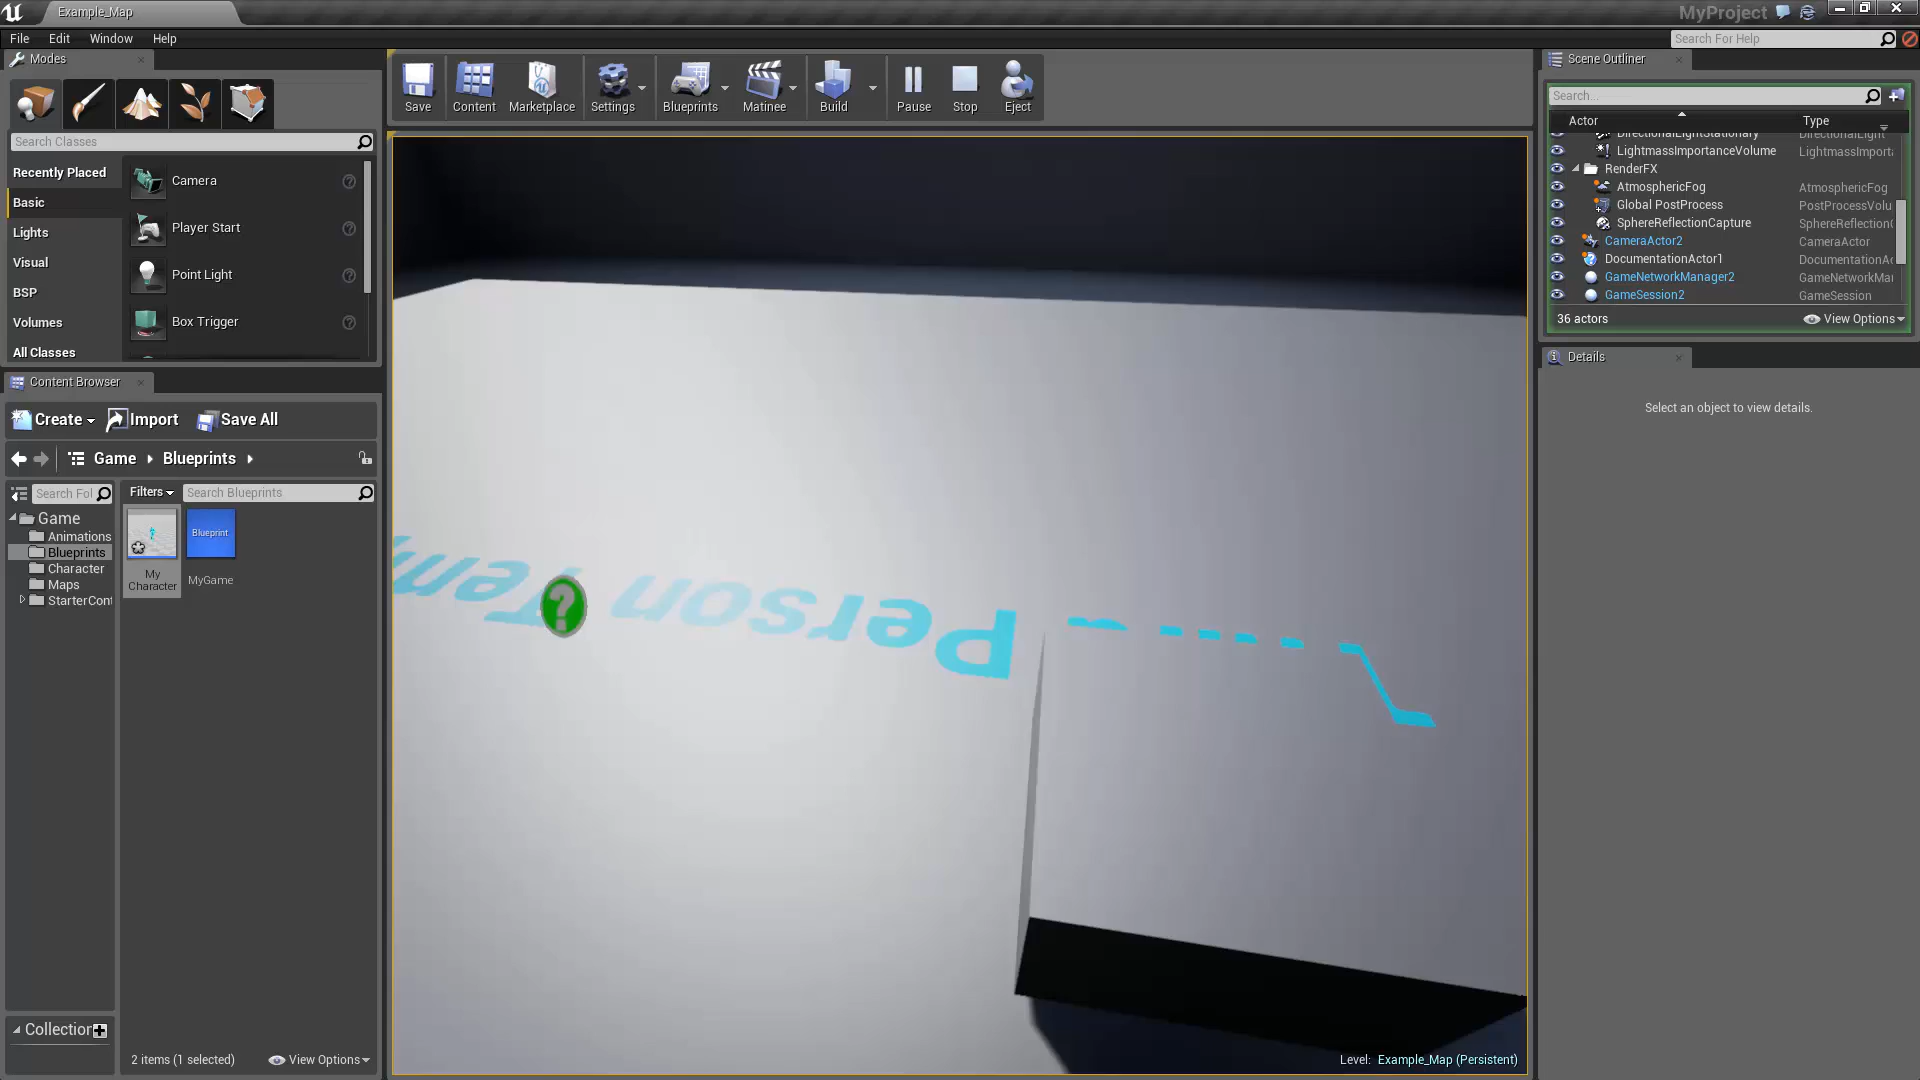 Example_Map
MyProject
File Edit Window Help
Search For Help
Modes
Search Classes
Recently Placed
Basic
Lights
Visual
BSP
Volumes
All Classes
Camera
Player Start
Point Light
Box Trigger
Save
Content
Marketplace
Settings
Blueprints
Matinee
Build
Pause
Stop
Eject
Scene Outliner
Search...
Actor Type
DirectionalLightStationary DirectionalLight
LightmassImportanceVolume LightmassImporta
RenderFX
AtmosphericFog AtmosphericFog
Global PostProcess PostProcessVolu
SphereReflectionCapture SphereReflectionC
CameraActor2 CameraActor
DocumentationActor1 DocumentationAc
GameNetworkManager2 GameNetworkMan
GameSession2 GameSession
36 actors View Options
Details
Select an object to view details.
Content Browser
Create Import Save All
Game Blueprints
Search Fol
Filters Search Blueprints
Game
Animations
Blueprints
Character
Maps
StarterCont
My
Character
MyGame
Blueprint
Collection
2 items (1 selected) View Options
Person Tem
Level: Example_Map (Persistent)